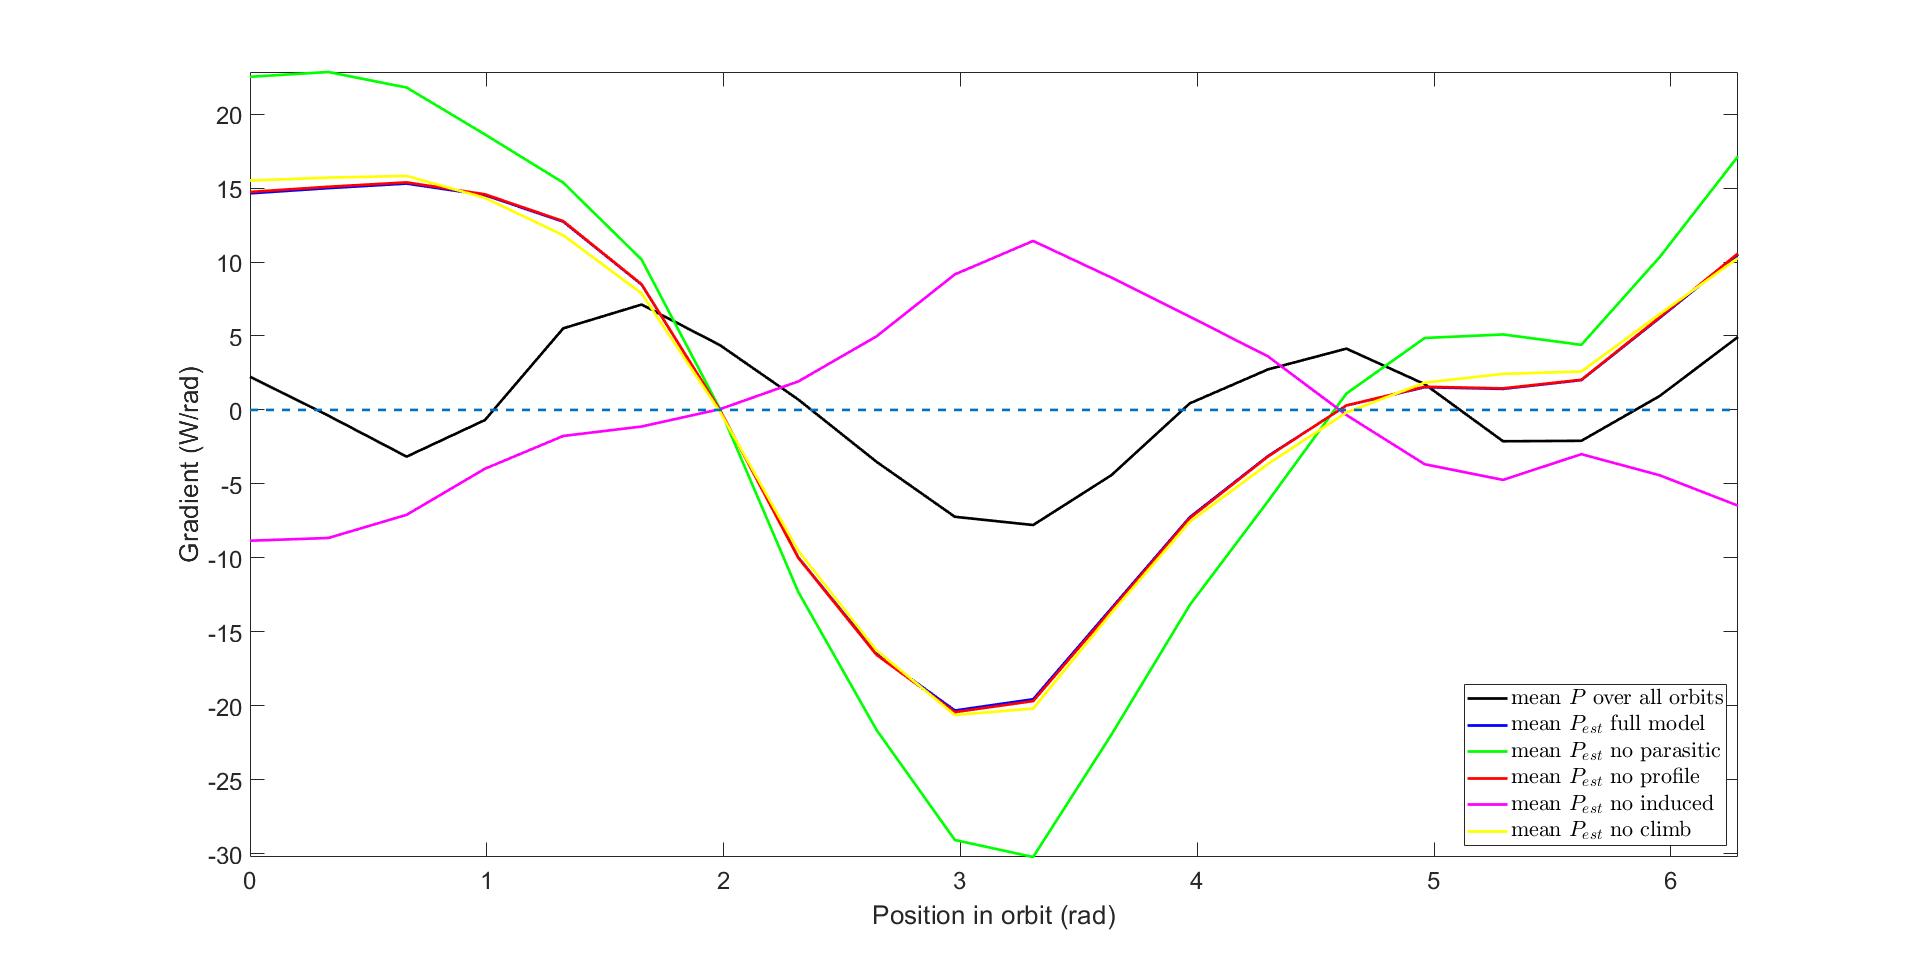 20
15
10
5
0
-5
-10
-15
-20
-25
-30
Gradient (W/rad)
0 1 2 3 4 5 6
Position in orbit (rad)
mean P over all orbits
mean P_est full model
mean P_est no parasitic
mean P_est no profile
mean P_est no induced
mean P_est no climb